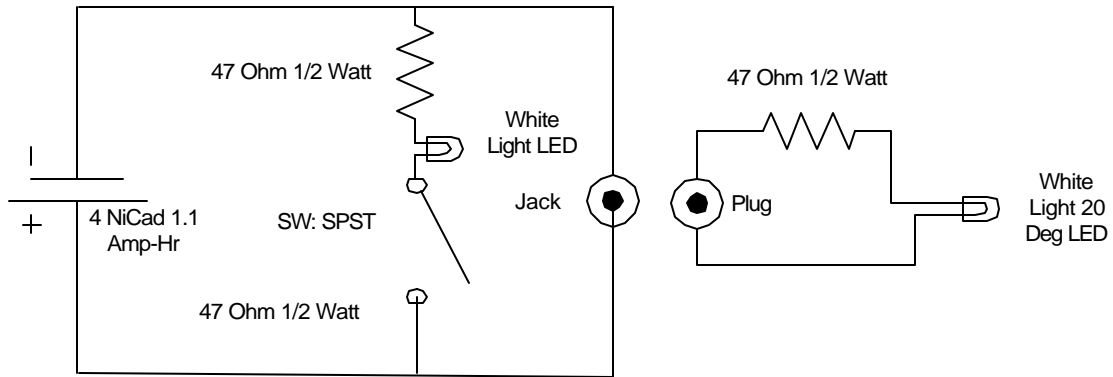 47 Ohm 1/2 Watt
White
Light LED
47 Ohm 1/2 Watt
4 NiCad 1.1
Amp-Hr
SW: SPST
47 Ohm 1/2 Watt
Jack
Plug
White
Light 20
Deg LED